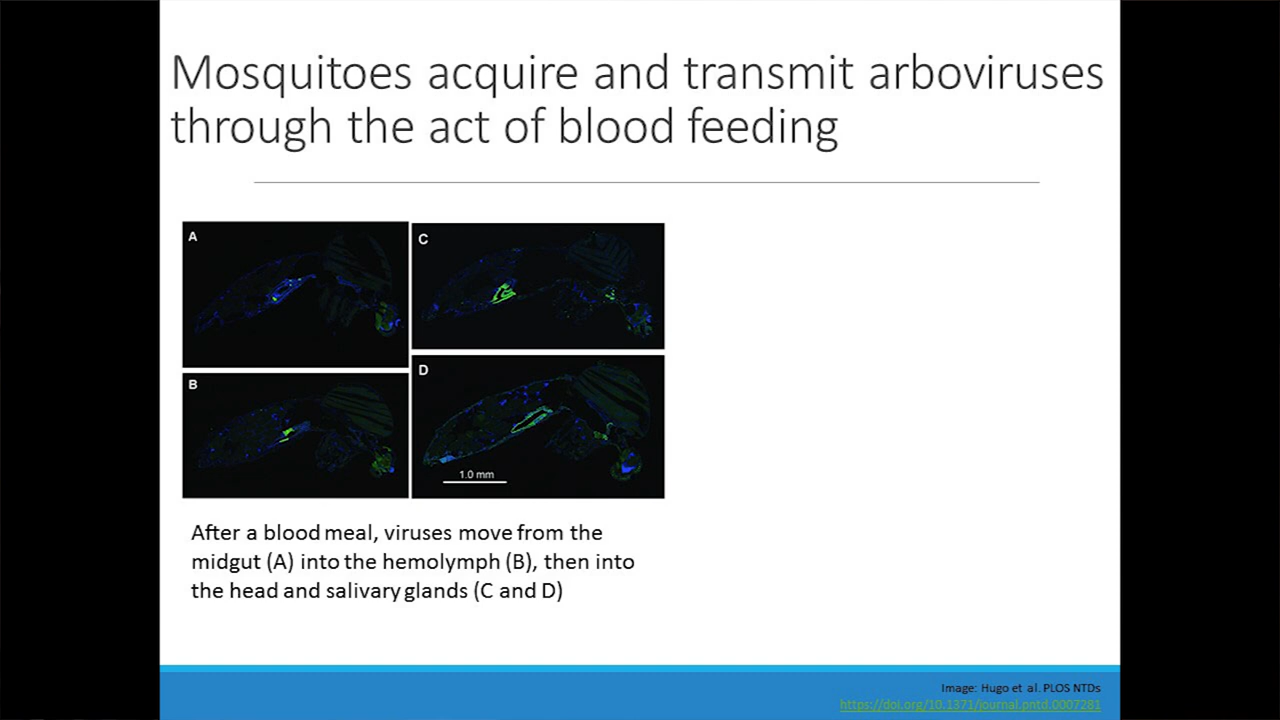 Mosquitoes acquire and transmit arboviruses
through the act of blood feeding
A
C
B
D
1.0 mm
After a blood meal, viruses move from the
midgut (A) into the hemolymph (B), then into
the head and salivary glands (C and D)
Image: Hugo et al. PLOS NTDs
https://doi.org/10.1371/journal.pntd.0007281